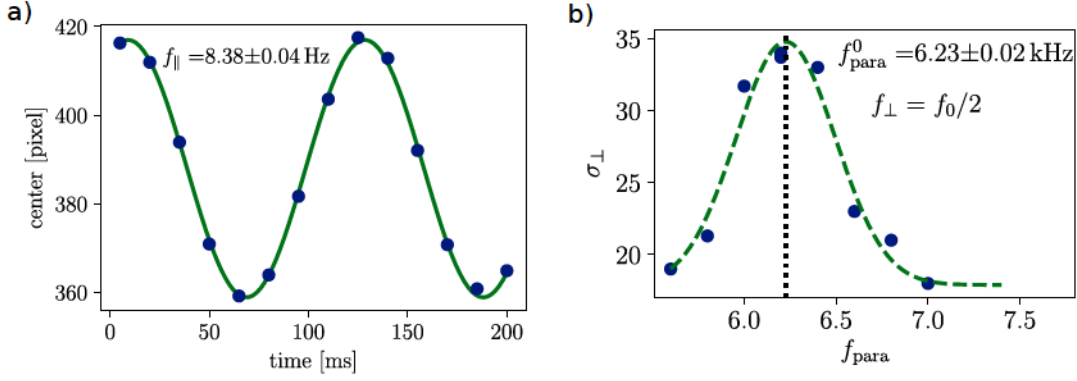 a)
420
400
380
360
center [pixel]
f∥ =8.38±0.04 Hz
0
50
100
150
200
time [ms]
b)
35
30
25
20
σ⊥
f⁰para =6.23±0.02 kHz
f⊥ = f0/2
6.0
6.5
7.0
7.5
fpara